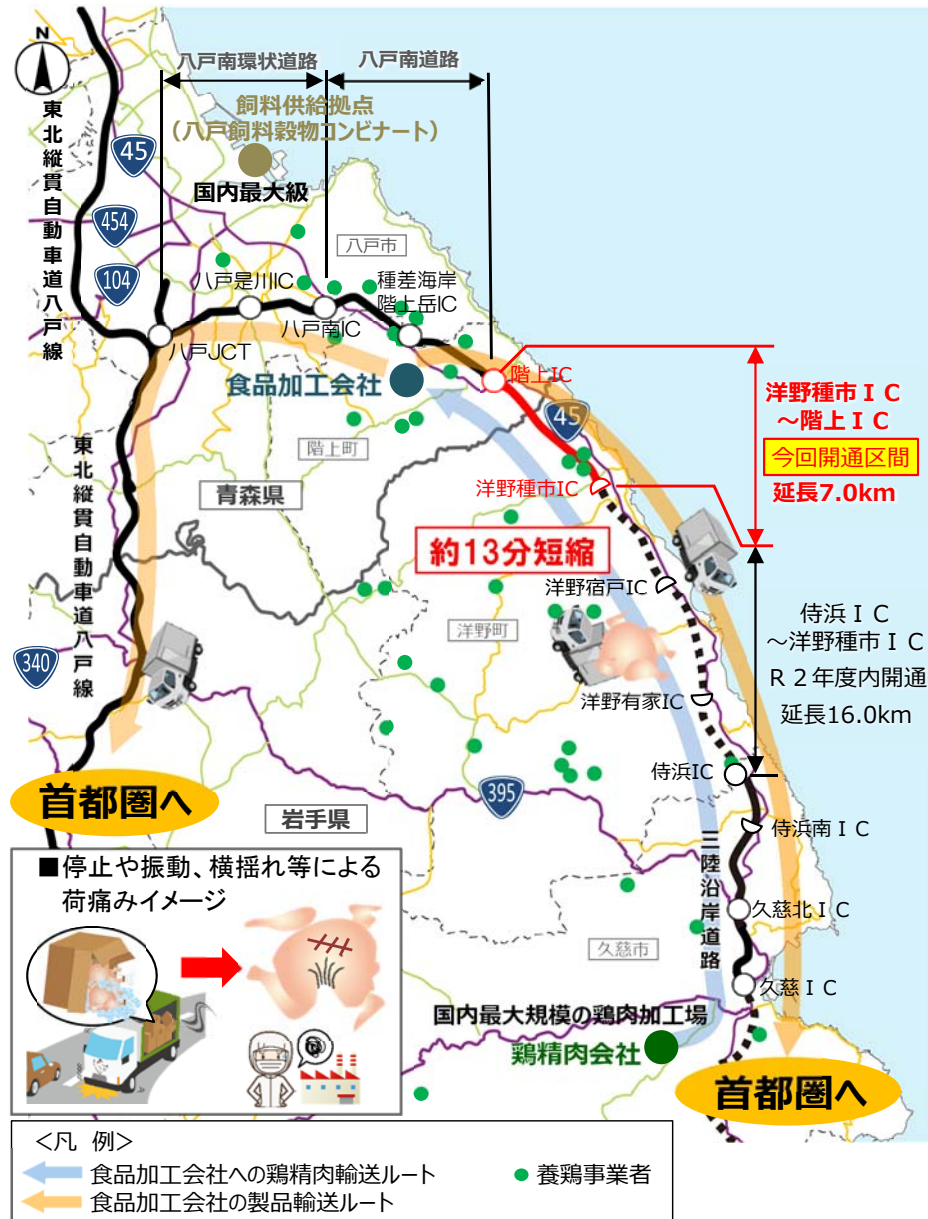 N
八戸南環状道路
八戸南道路
東北縦貫自動車道八戸線
飼料供給拠点
（八戸飼料穀物コンビナート）
国内最大級
45
454
104
八戸市
八戸是川IC
種差海岸
階上岳IC
八戸南IC
八戸JCT
食品加工会社
階上IC
洋野種市ＩＣ
～階上ＩＣ
今回開通区間
延長7.0km
45
階上町
東北縦貫自動車道八戸線
青森県
洋野種市IC
約13分短縮
洋野宿戸IC
侍浜ＩＣ
～洋野種市ＩＣ
Ｒ２年度内開通
延長16.0km
洋野町
340
洋野有家IC
侍浜IC
首都圏へ
395
岩手県
侍浜南ＩＣ
三陸沿岸道路
■停止や振動、横揺れ等による
荷痛みイメージ
久慈北ＩＣ
久慈市
久慈ＩＣ
国内最大規模の鶏肉加工場
鶏精肉会社
首都圏へ
＜凡 例＞
食品加工会社への鶏精肉輸送ルート
養鶏事業者
食品加工会社の製品輸送ルート